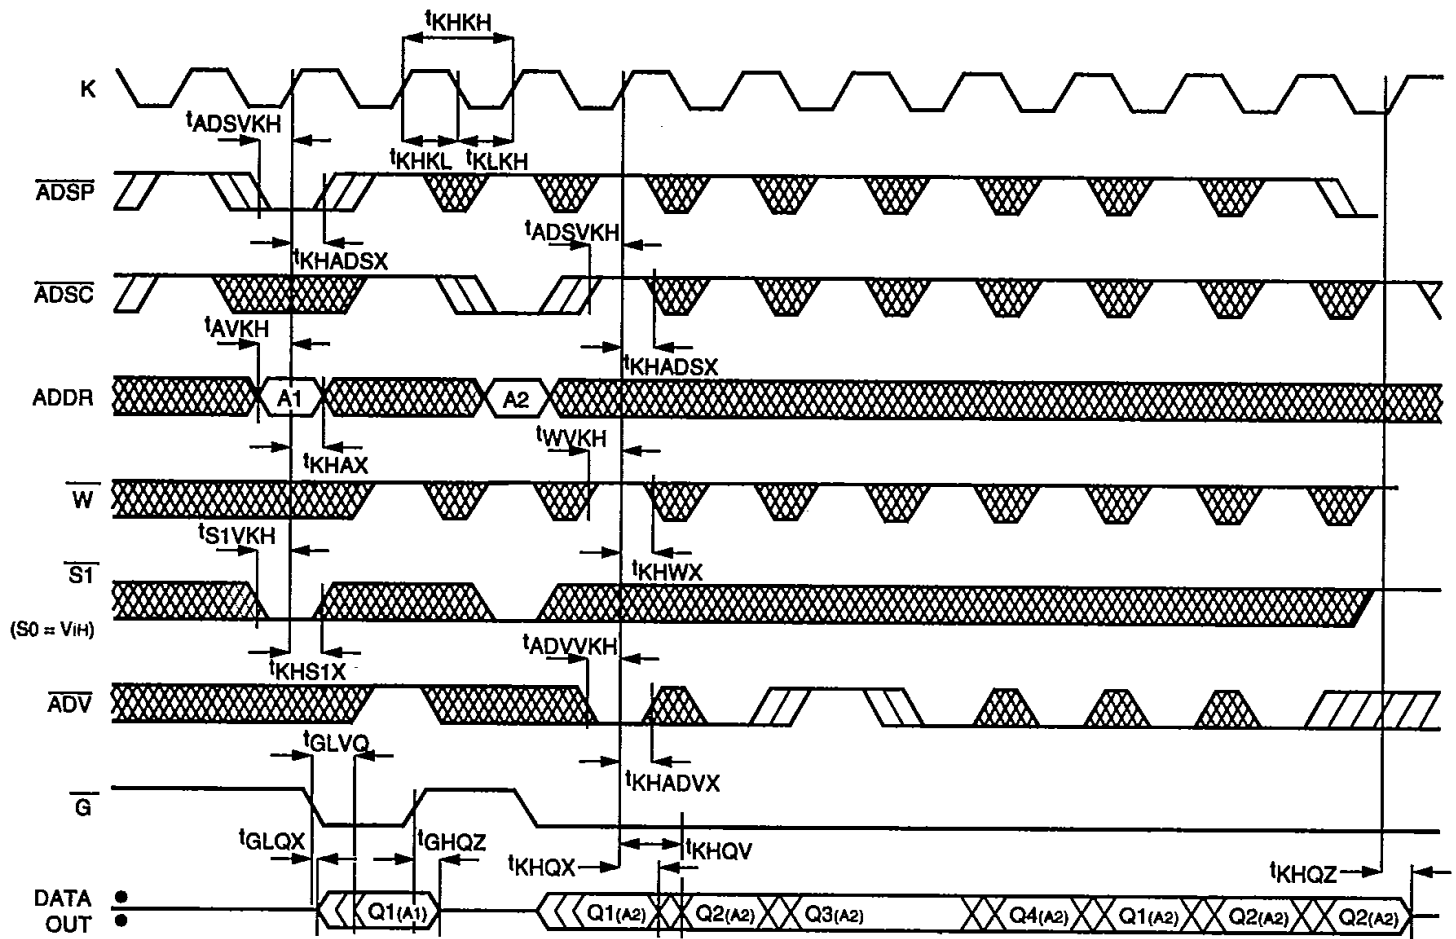 tKHKH
K
tADSVKH
tKHKL
tKLKH
ADSP
tADSVKH
tKHADSX
ADSC
tAVKH
tKHADSX
ADDR
A1
A2
tWVKH
tKHAX
W
tS1VKH
tKHWX
S1
(S0 = VIH)
tADVVKH
tKHS1X
ADV
tGLVQ
tKHADVX
G
tGLQX
tGHQZ
tKHQV
tKHQX
tKHQZ
DATA OUT
Q1(A1)
Q1(A2)
Q2(A2)
Q3(A2)
Q4(A2)
Q1(A2)
Q2(A2)
Q2(A2)